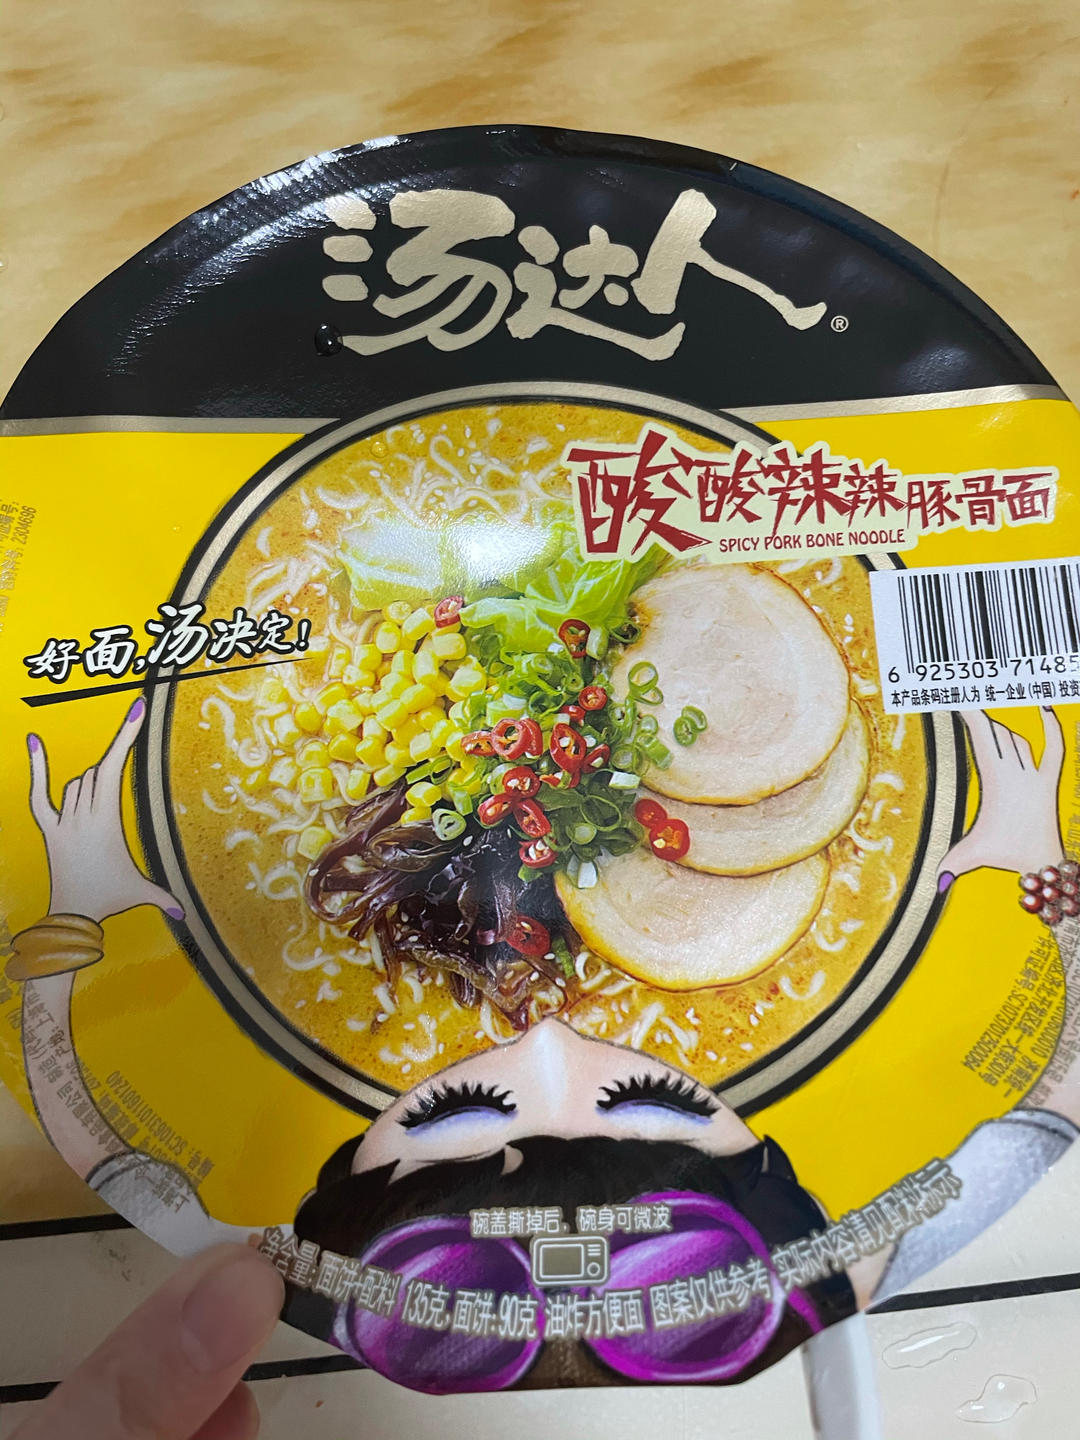 汤达人®
酸酸辣辣豚骨面
SPICY PORK BONE NOODLE
好面,汤决定!
6 925303 71485
本产品条码注册人为 统一企业(中国)投资
碗盖撕掉后，碗身可微波
净含量: 面饼+配料 135克, 面饼: 90克 油炸方便面 图案仅供参考 实际内容请见配料标示
2304696